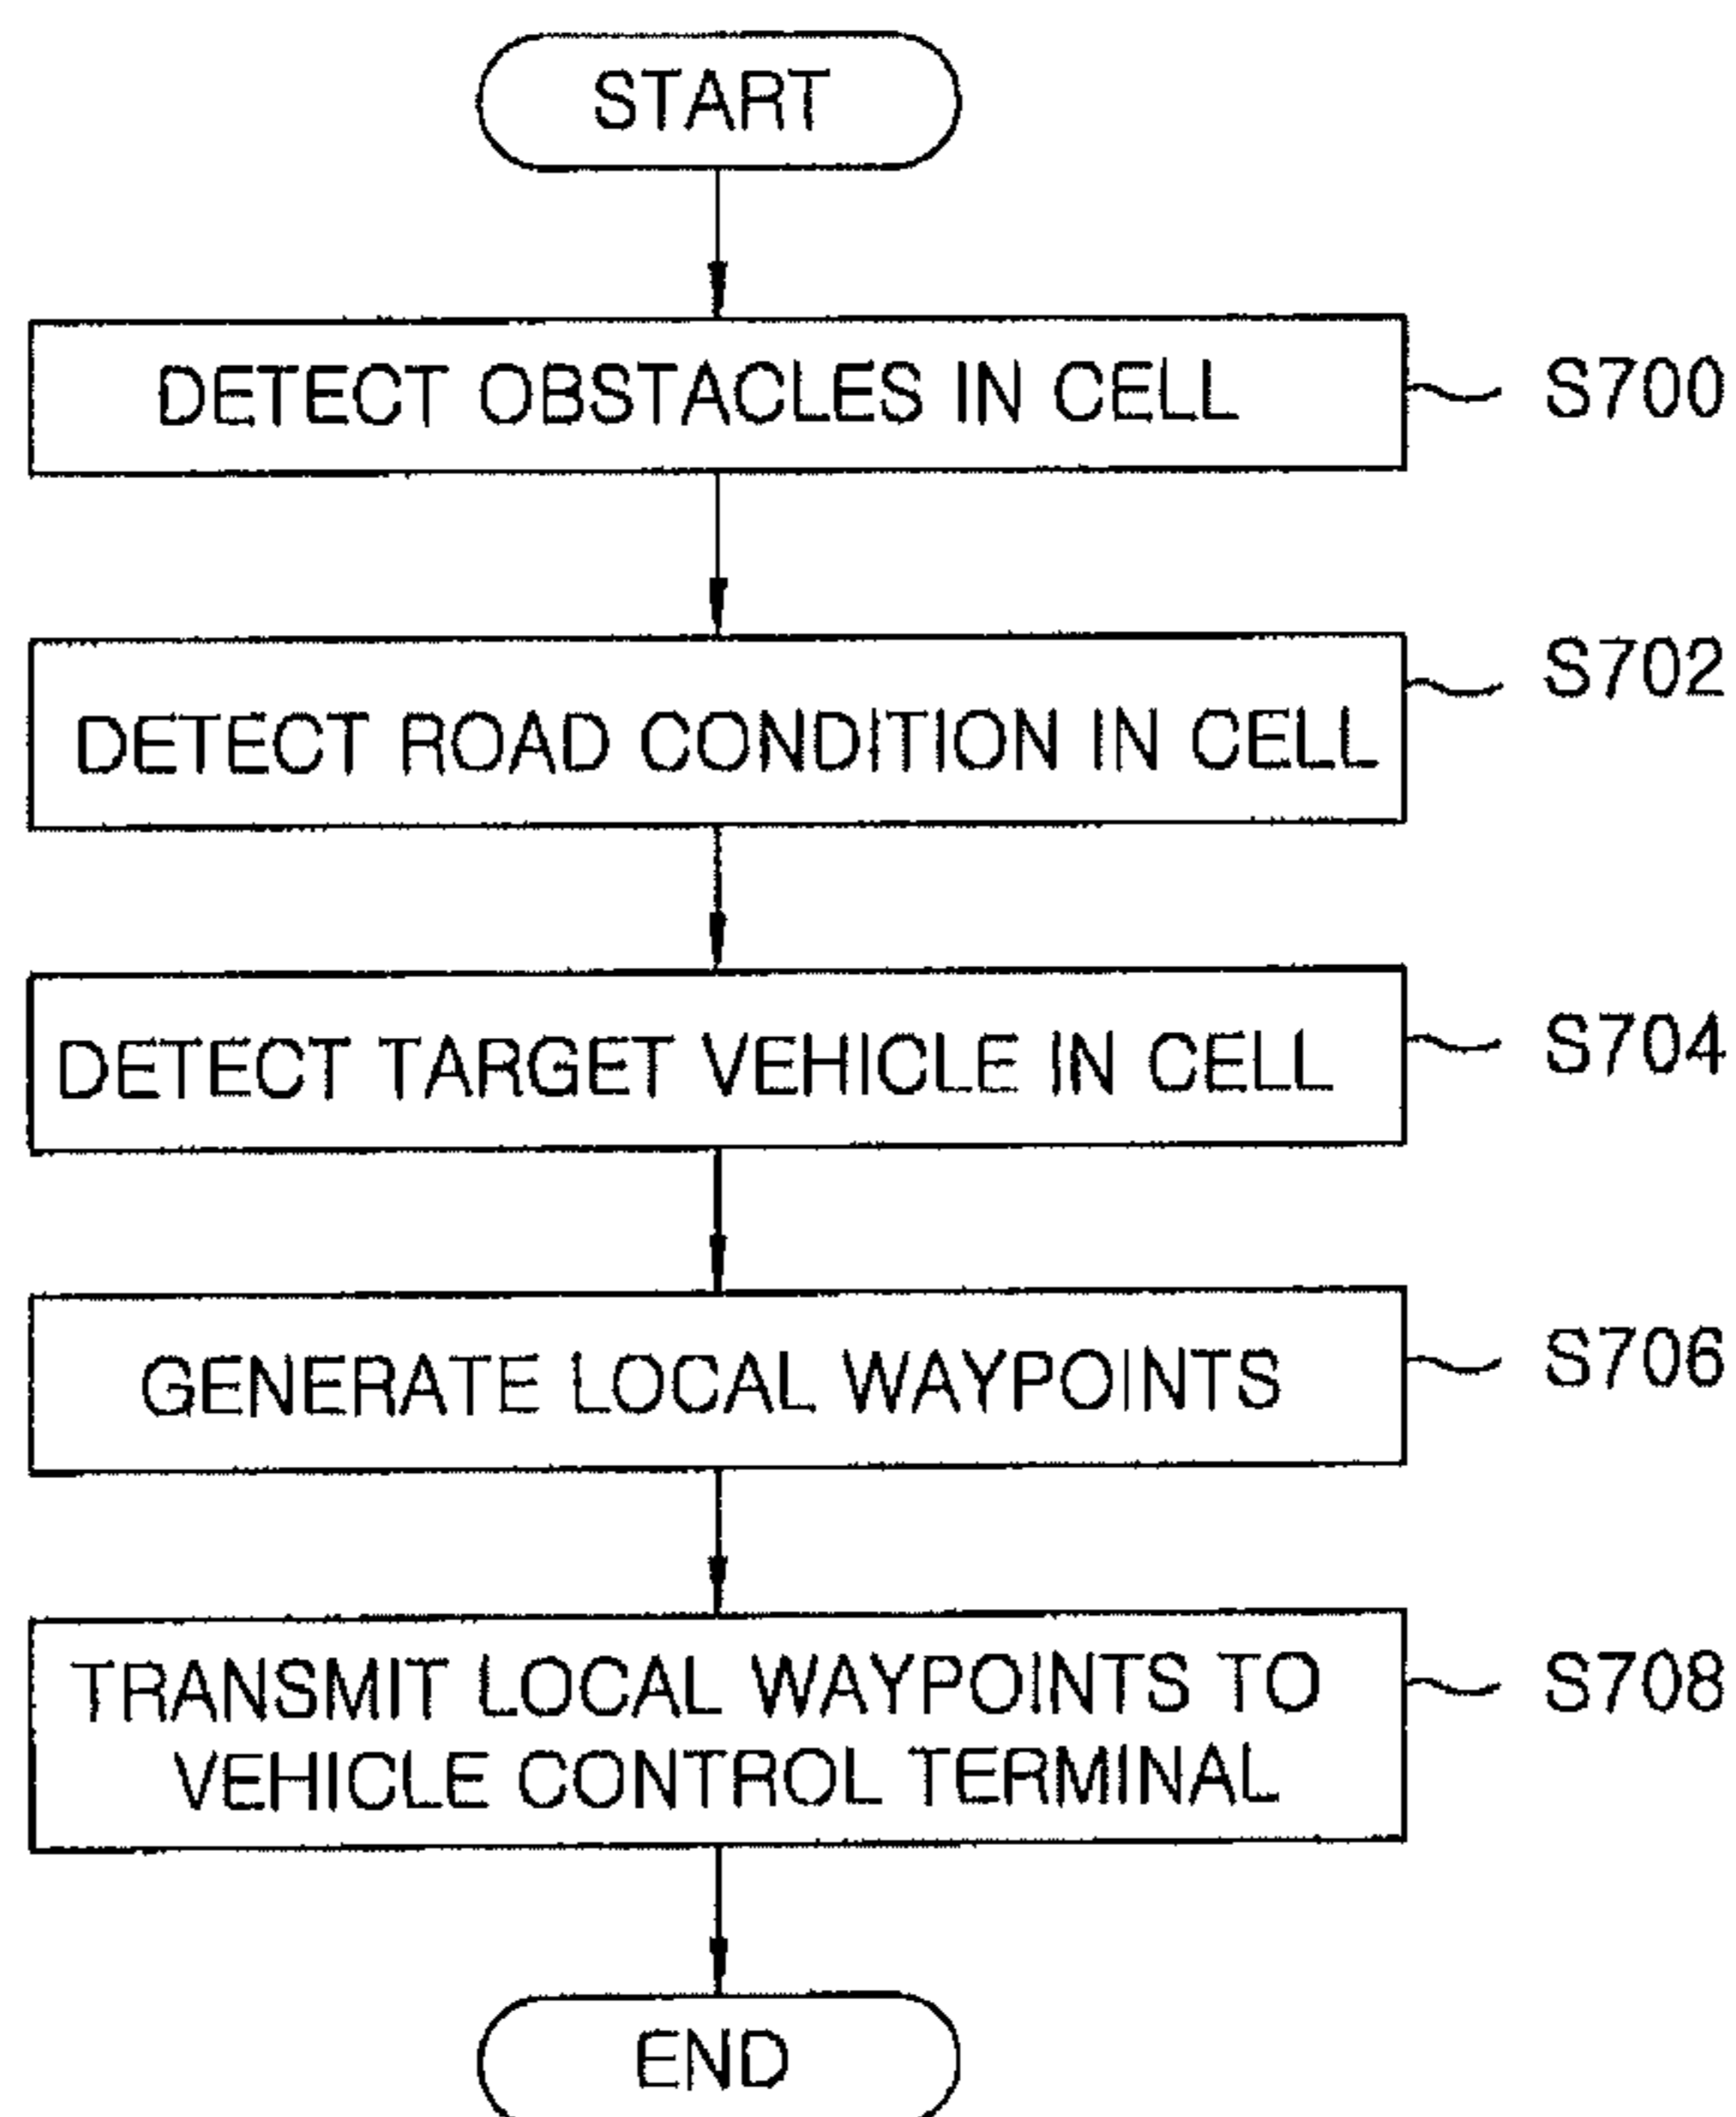 START
DETECT OBSTACLES IN CELL
S700
DETECT ROAD CONDITION IN CELL
S702
DETECT TARGET VEHICLE IN CELL
S704
GENERATE LOCAL WAYPOINTS
S706
TRANSMIT LOCAL WAYPOINTS TO
VEHICLE CONTROL TERMINAL
S708
END